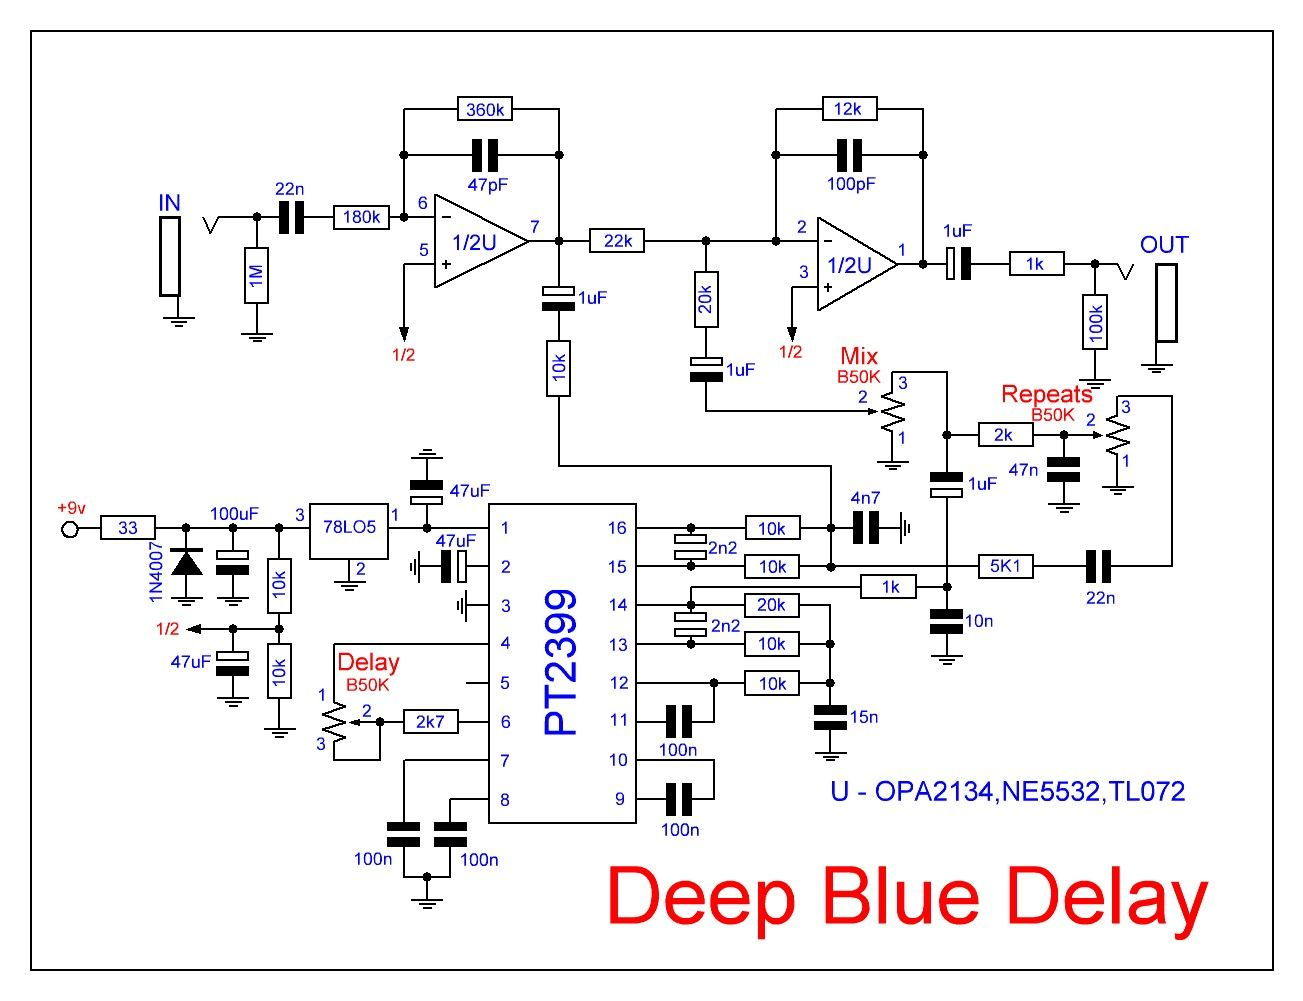 360k
12k
47pF
100pF
IN
22n
180k
6
5
1/2U
7
22k
2
3
1/2U
1
1uF
1k
OUT
1M
1uF
20k
100k
1/2
1/2
10k
1uF
Mix
B50K
3
2
1
Repeats
B50K
3
2
1
2k
47n
1uF
+9v
33
100uF
3
78LO5
1
2
47uF
47uF
1N4007
10k
1/2
47uF
10k
Delay
B50K
1
2
3
2k7
1
2
3
4
5
6
7
8
PT2399
16
15
14
13
12
11
10
9
10k
2n2
10k
4n7
5K1
22n
1k
20k
2n2
10k
10n
10k
15n
100n
100n
100n
100n
U - OPA2134,NE5532,TL072
Deep Blue Delay